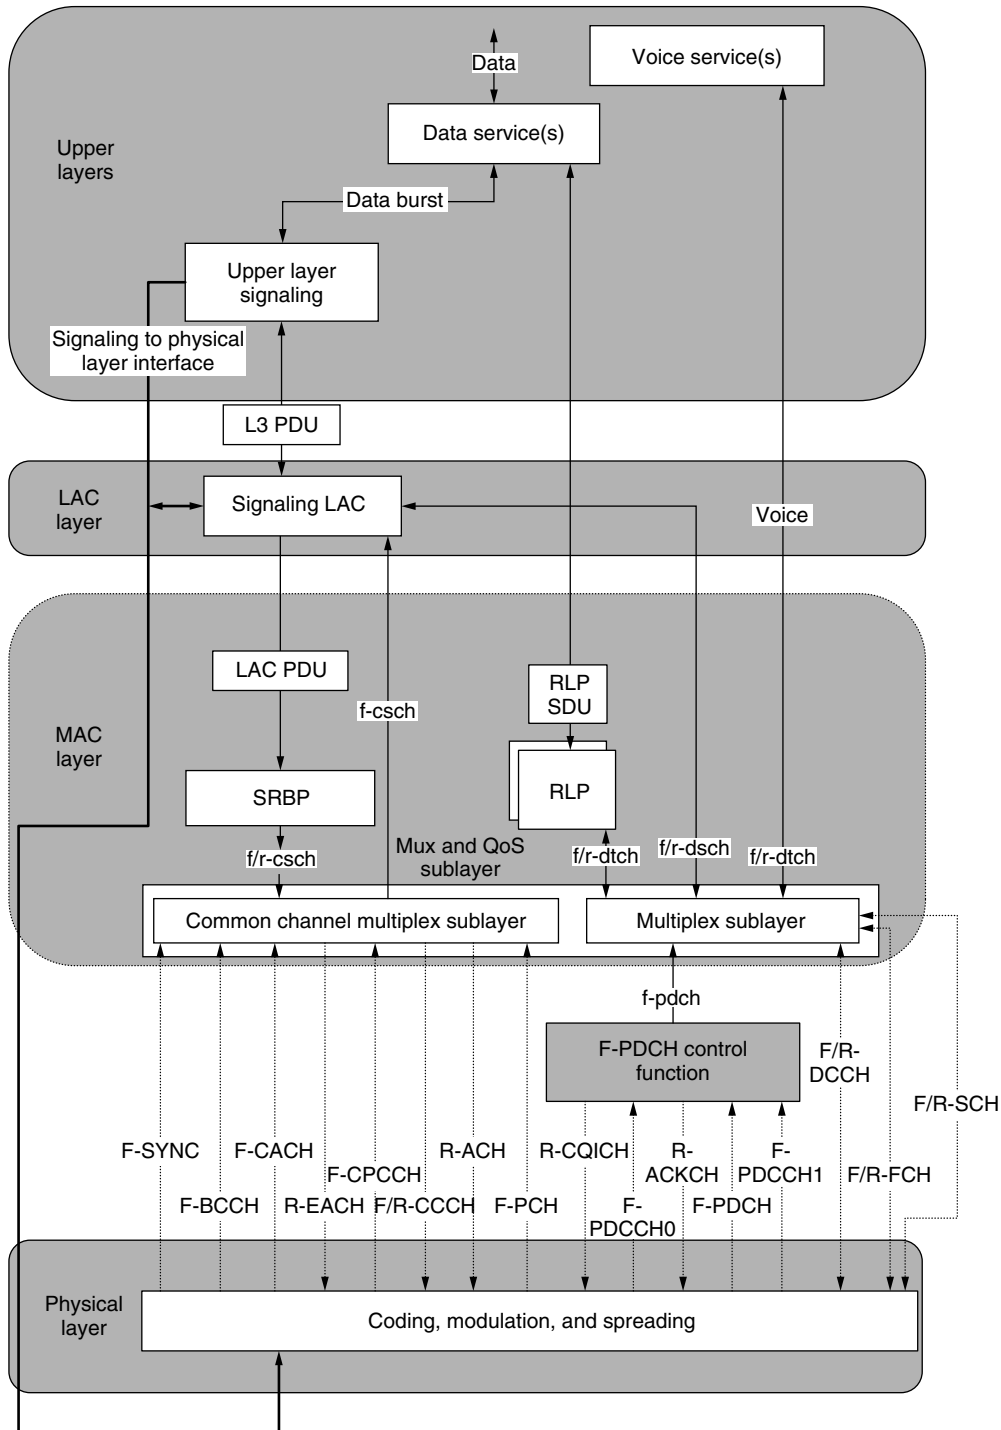 Data
Voice service(s)
Data service(s)
Upper
layers
Data burst
Upper layer
signaling
Signaling to physical
layer interface
L3 PDU
LAC
layer
Signaling LAC
Voice
LAC PDU
RLP
SDU
f-csch
MAC
layer
SRBP
RLP
Mux and QoS
sublayer
f/r-csch
f/r-dtch
f/r-dsch
f/r-dtch
Common channel multiplex sublayer
Multiplex sublayer
f-pdch
F-PDCH control
function
F/R-
DCCH
F/R-SCH
F-SYNC
F-CACH
F-CPCCH
R-ACH
R-CQICH
R-
ACKCH
F-
PDCCH1
F/R-FCH
F-BCCH
R-EACH
F/R-CCCH
F-PCH
F-
PDCCH0
F-PDCH
Physical
layer
Coding, modulation, and spreading